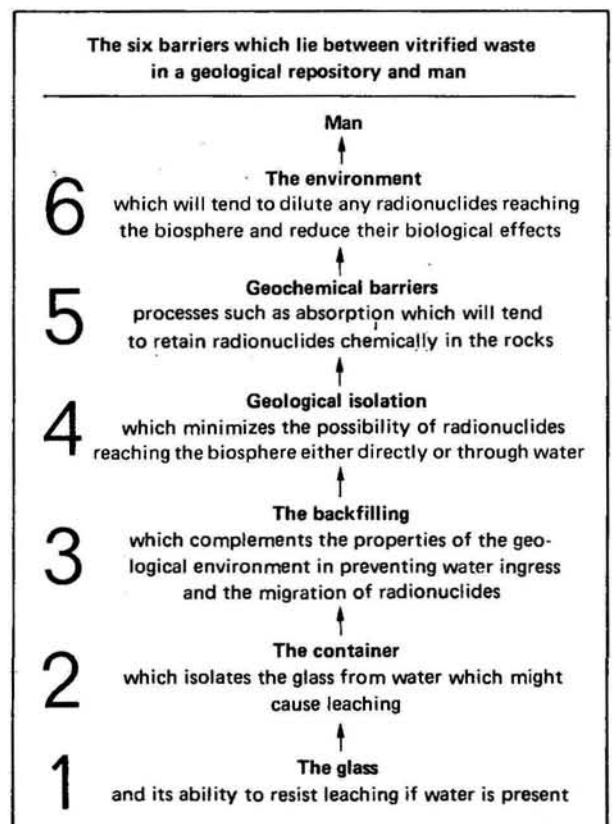 The six barriers which lie between vitrified waste
in a geological repository and man
Man
6
The environment
which will tend to dilute any radionuclides reaching
the biosphere and reduce their biological effects
5
Geochemical barriers
processes such as absorption which will tend
to retain radionuclides chemically in the rocks
4
Geological isolation
which minimizes the possibility of radionuclides
reaching the biosphere either directly or through water
3
The backfilling
which complements the properties of the geo-
logical environment in preventing water ingress
and the migration of radionuclides
2
The container
which isolates the glass from water which might
cause leaching
1
The glass
and its ability to resist leaching if water is present